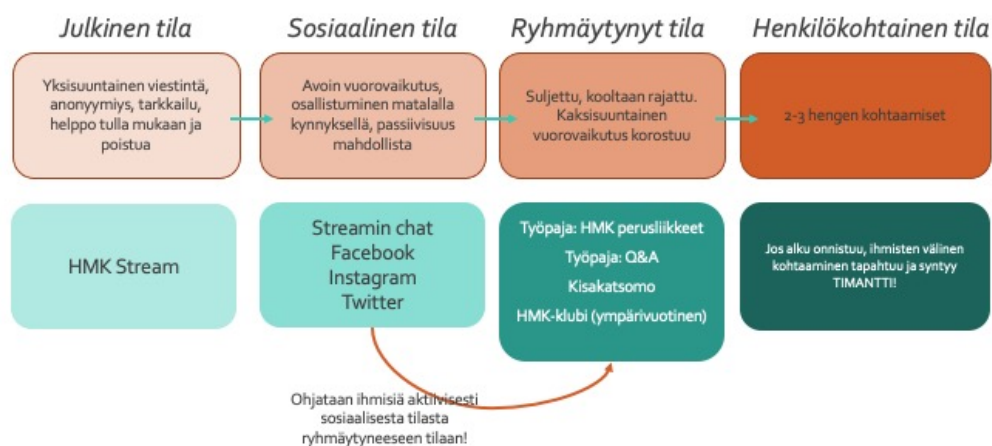 Julkinen tila
Sosiaalinen tila
Ryhmäytynyt tila
Henkilökohtainen tila
Yksisuuntainen viestintä,
anonyymiys, tarkkailu,
helppo tulla mukaan ja
poistua
Avoin vuorovaikutus,
osallistuminen matalalla
kynnyksellä, passiivisuus
mahdollista
Suljettu, kooltaan rajattu.
Kaksisuuntainen
vuorovaikutus korostuu
2-3 hengen kohtaamiset
HMK Stream
Streamin chat
Facebook
Instagram
Twitter
Työpaja: HMK perusliikkeet
Työpaja: Q&A
Kisakatsomo
HMK-klubi (ympärivuotinen)
Jos alku onnistuu, ihmisten välinen
kohtaaminen tapahtuu ja syntyy
TIMANTTI!
Ohjataan ihmisiä aktiivisesti
sosiaalisesta tilasta
ryhmäytyneeseen tilaan!